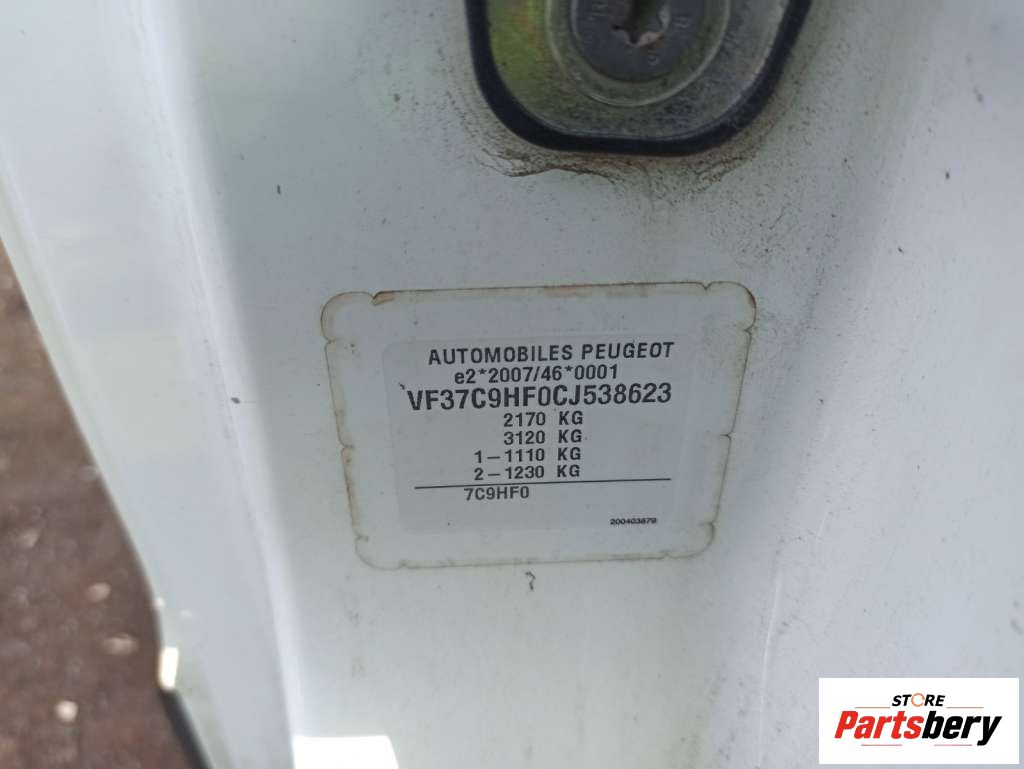 AUTOMOBILES PEUGEOT
e2*2007/46*0001
VF37C9HF0CJ538623
2170 KG
3120 KG
1-1110 KG
2-1230 KG
7C9HF0
200403879
STORE
Partsbery